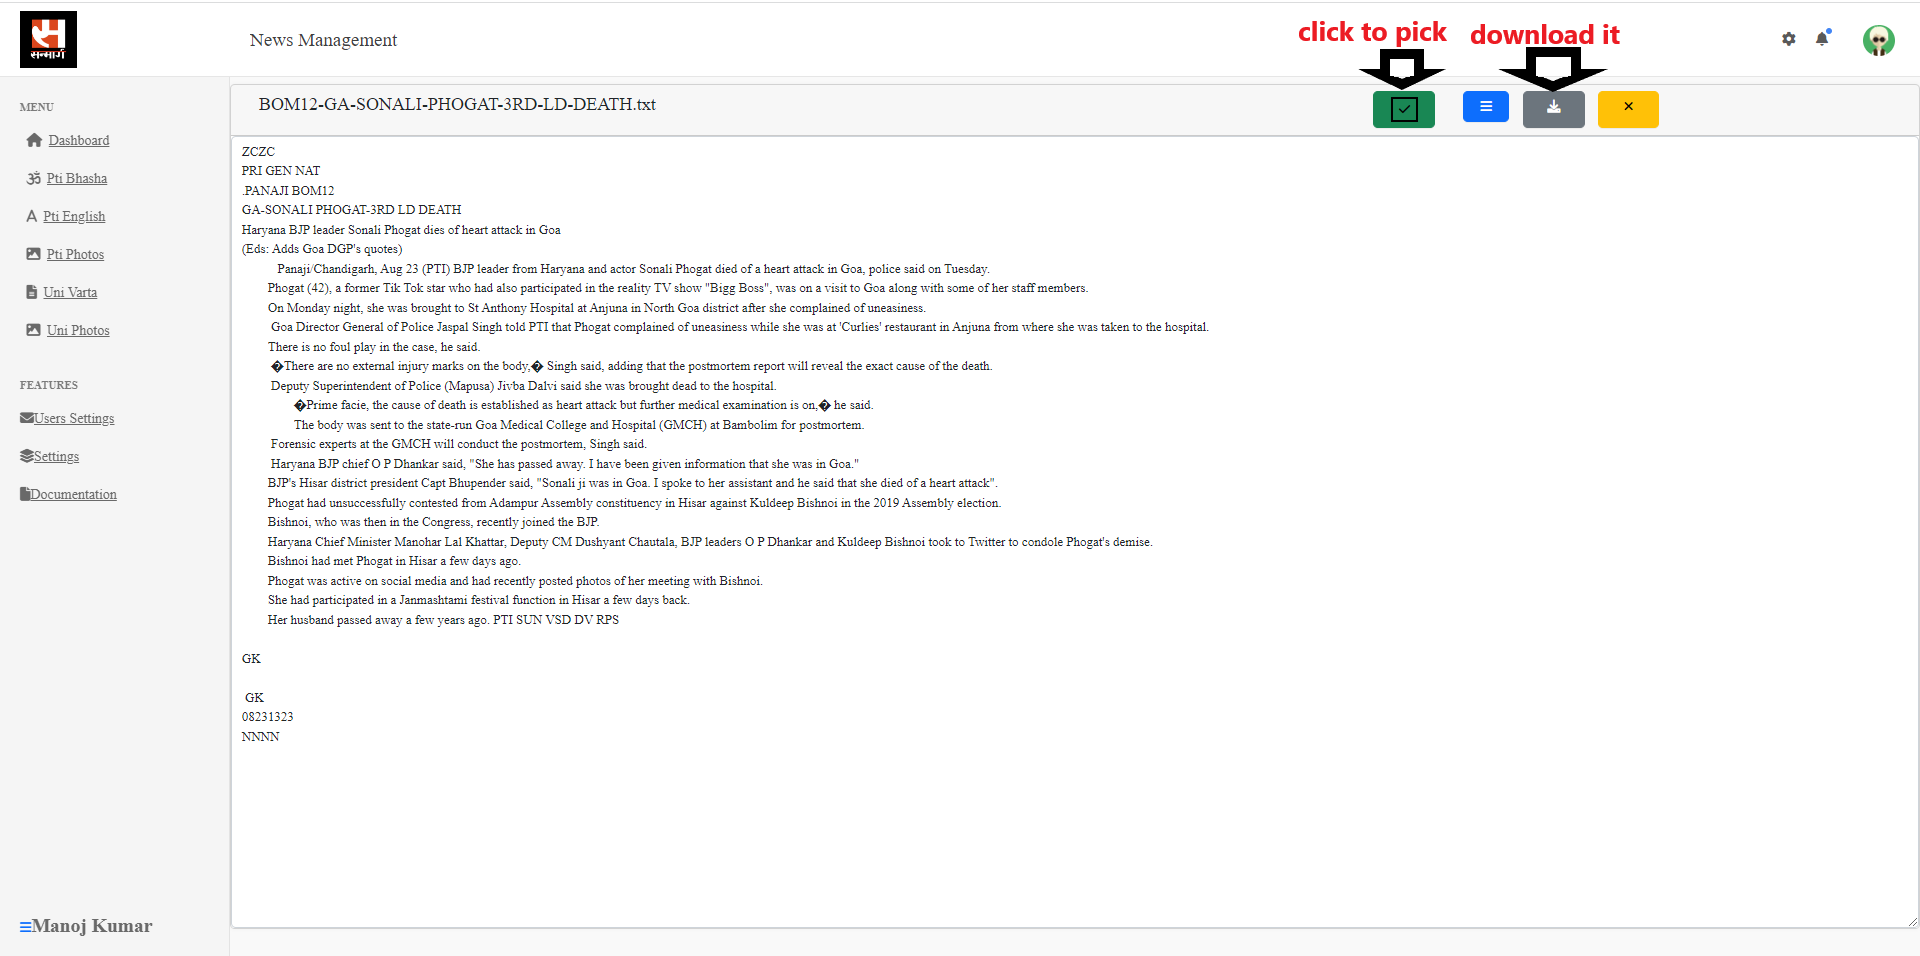 सन्मार्ग
News Management
click to pick
download it
MENU
Dashboard
Pti Bhasha
Pti English
Pti Photos
Uni Varta
Uni Photos
FEATURES
Users Settings
Settings
Documentation
Manoj Kumar
BOM12-GA-SONALI-PHOGAT-3RD-LD-DEATH.txt
ZCZC
PRI GEN NAT
.PANAJI BOM12
GA-SONALI PHOGAT-3RD LD DEATH
Haryana BJP leader Sonali Phogat dies of heart attack in Goa
(Eds: Adds Goa DGP's quotes)
Panaji/Chandigarh, Aug 23 (PTI) BJP leader from Haryana and actor Sonali Phogat died of a heart attack in Goa, police said on Tuesday.
Phogat (42), a former Tik Tok star who had also participated in the reality TV show "Bigg Boss", was on a visit to Goa along with some of her staff members.
On Monday night, she was brought to St Anthony Hospital at Anjuna in North Goa district after she complained of uneasiness.
Goa Director General of Police Jaspal Singh told PTI that Phogat complained of uneasiness while she was at 'Curlies' restaurant in Anjuna from where she was taken to the hospital.
There is no foul play in the case, he said.
�There are no external injury marks on the body,� Singh said, adding that the postmortem report will reveal the exact cause of the death.
Deputy Superintendent of Police (Mapusa) Jivba Dalvi said she was brought dead to the hospital.
�Prime facie, the cause of death is established as heart attack but further medical examination is on,� he said.
The body was sent to the state-run Goa Medical College and Hospital (GMCH) at Bambolim for postmortem.
Forensic experts at the GMCH will conduct the postmortem, Singh said.
Haryana BJP chief O P Dhankar said, "She has passed away. I have been given information that she was in Goa."
BJP's Hisar district president Capt Bhupender said, "Sonali ji was in Goa. I spoke to her assistant and he said that she died of a heart attack".
Phogat had unsuccessfully contested from Adampur Assembly constituency in Hisar against Kuldeep Bishnoi in the 2019 Assembly election.
Bishnoi, who was then in the Congress, recently joined the BJP.
Haryana Chief Minister Manohar Lal Khattar, Deputy CM Dushyant Chautala, BJP leaders O P Dhankar and Kuldeep Bishnoi took to Twitter to condole Phogat's demise.
Bishnoi had met Phogat in Hisar a few days ago.
Phogat was active on social media and had recently posted photos of her meeting with Bishnoi.
She had participated in a Janmashtami festival function in Hisar a few days back.
Her husband passed away a few years ago. PTI SUN VSD DV RPS
GK
GK
08231323
NNNN